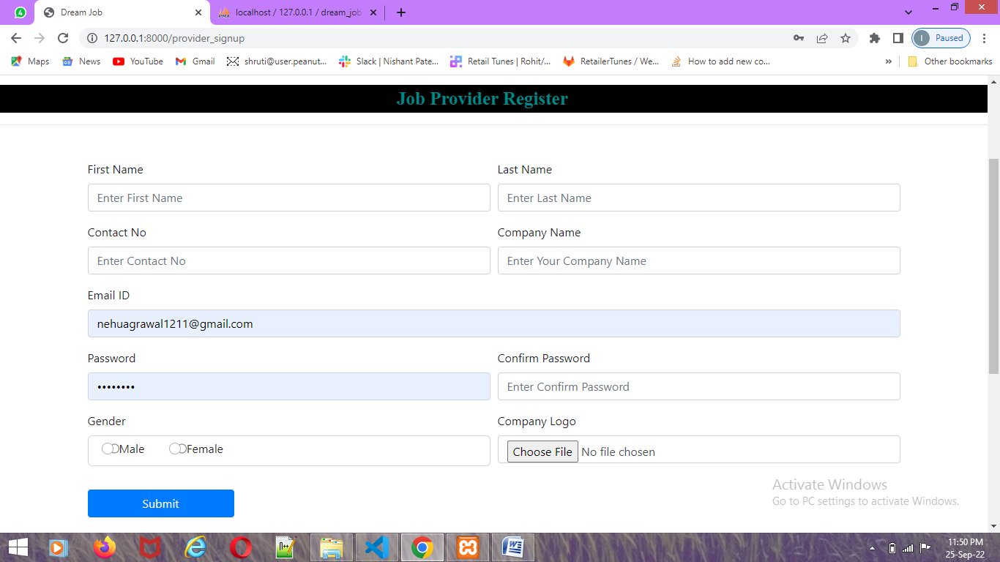 4
Dream Job
PMA
localhost / 127.0.0.1 / dream_job
127.0.0.1:8000/provider_signup
I
Paused
Maps
News
YouTube
Gmail
shruti@user.peanut...
Slack | Nishant Pate...
Retail Tunes | Rohit/...
RetailerTunes / We...
How to add new co...
»
Other bookmarks
Job Provider Register
First Name
Last Name
Enter First Name
Enter Last Name
Contact No
Company Name
Enter Contact No
Enter Your Company Name
Email ID
nehuagrawal1211@gmail.com
Password
Confirm Password
••••••••
Enter Confirm Password
Gender
Company Logo
Male
Female
Choose File
No file chosen
Activate Windows
Go to PC settings to activate Windows.
Submit
11:50 PM
25-Sep-22